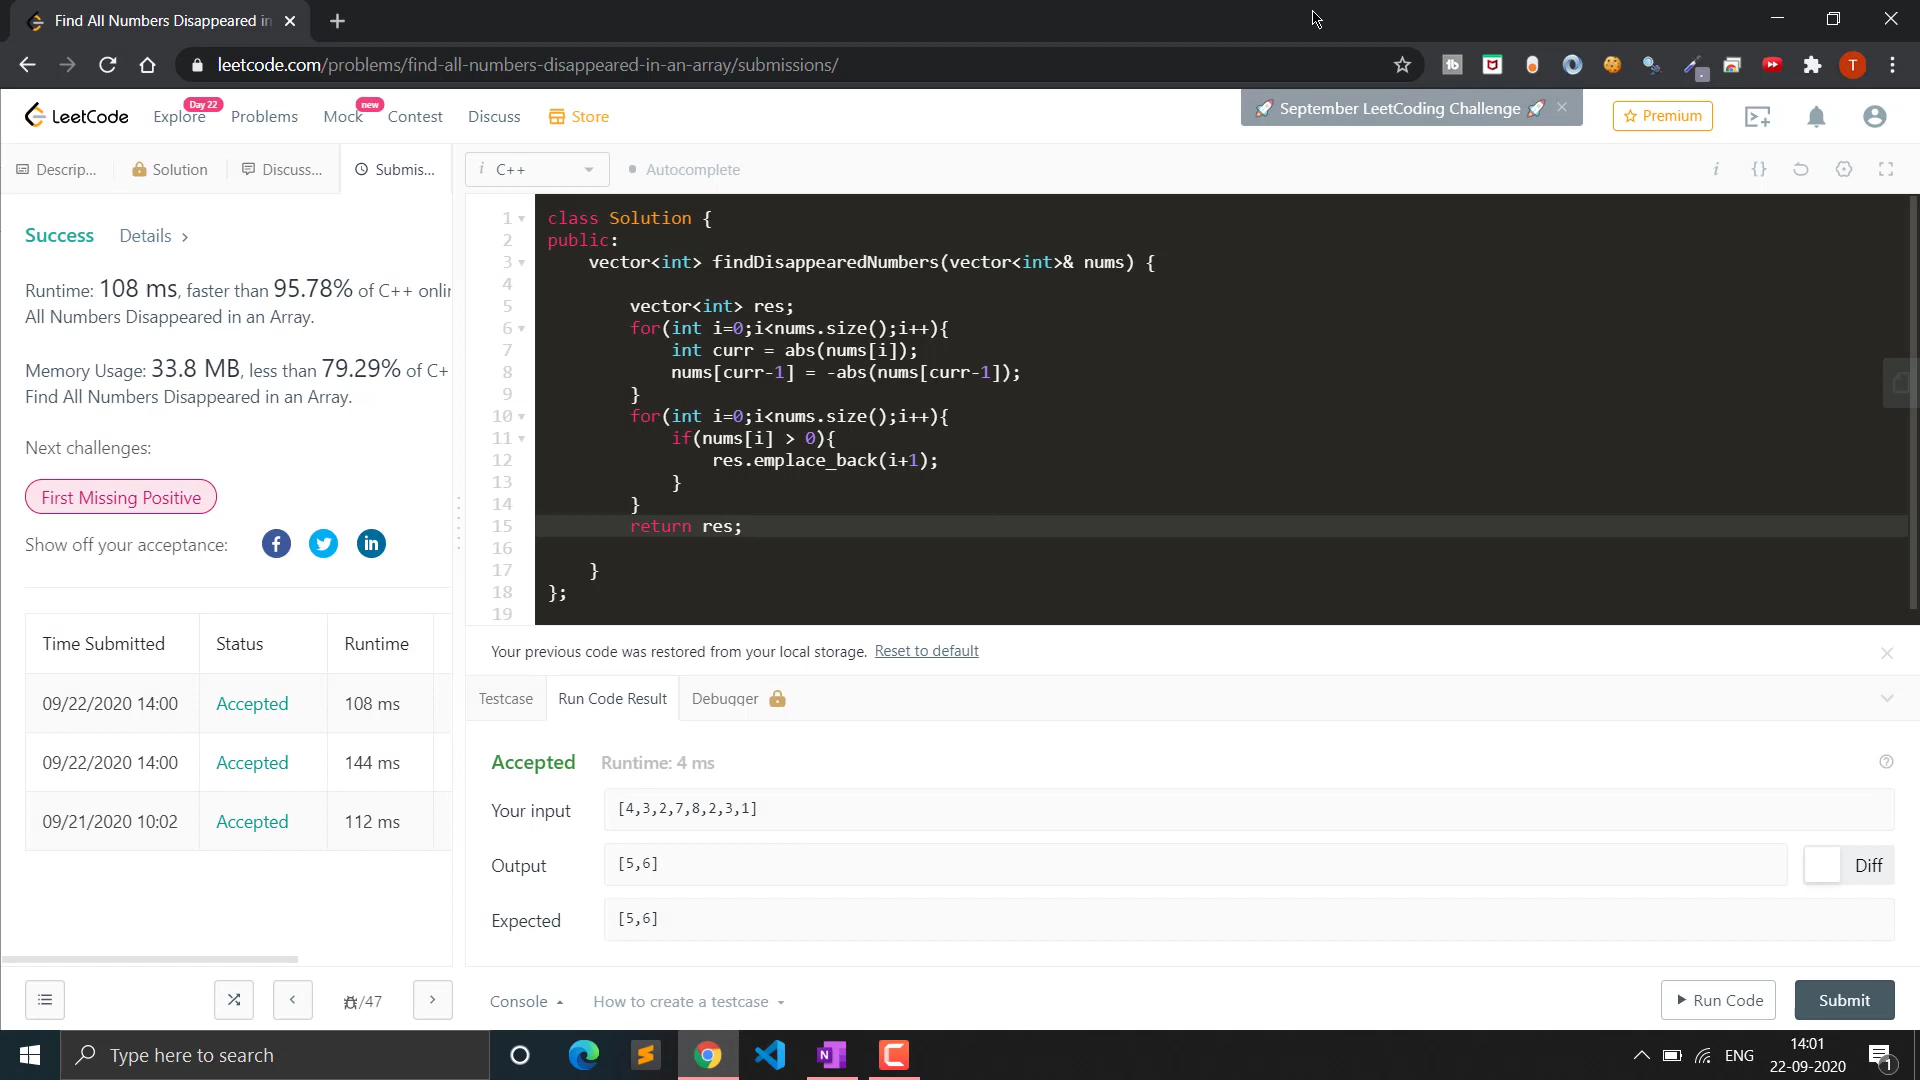 Find All Numbers Disappeared in
leetcode.com/problems/find-all-numbers-disappeared-in-an-array/submissions/
LeetCode
Explore
Day 22
Problems
Mock
new
Contest
Discuss
Store
September LeetCoding Challenge
Premium
Descrip...
Solution
Discuss...
Submis...
i C++
Autocomplete
Success
Details >
Runtime: 108 ms, faster than 95.78% of C++ onlin
All Numbers Disappeared in an Array.
Memory Usage: 33.8 MB, less than 79.29% of C+
Find All Numbers Disappeared in an Array.
Next challenges:
First Missing Positive
Show off your acceptance:
Time Submitted Status Runtime
09/22/2020 14:00 Accepted 108 ms
09/22/2020 14:00 Accepted 144 ms
09/21/2020 10:02 Accepted 112 ms
/47
1 class Solution {
2 public:
3     vector<int> findDisappearedNumbers(vector<int>& nums) {
4
5         vector<int> res;
6         for(int i=0;i<nums.size();i++){
7             int curr = abs(nums[i]);
8             nums[curr-1] = -abs(nums[curr-1]);
9         }
10         for(int i=0;i<nums.size();i++){
11             if(nums[i] > 0){
12                 res.emplace_back(i+1);
13             }
14         }
15         return res;
16
17     }
18 };
19
Your previous code was restored from your local storage. Reset to default
Testcase
Run Code Result
Debugger
Accepted Runtime: 4 ms
Your input [4,3,2,7,8,2,3,1]
Output [5,6]
Diff
Expected [5,6]
Console
How to create a testcase
Run Code
Submit
Type here to search
ENG
14:01
22-09-2020
1